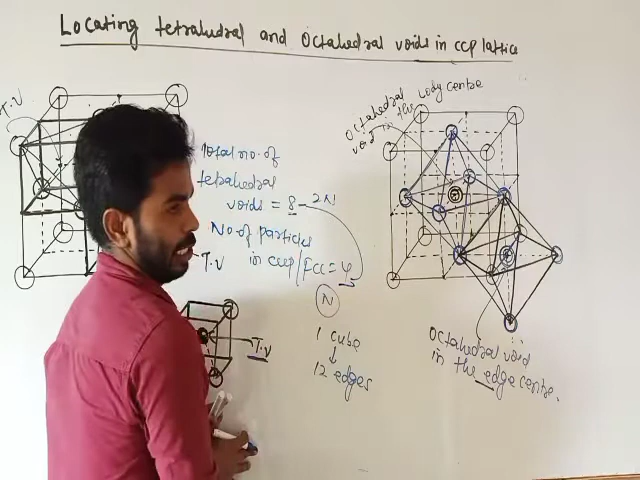 Locating tetrahedral and Octahedral voids in ccp lattice
T.V
Total no. of
tetrahedral
voids = 8 - 2N
No of particles
in ccp/fcc = 4
N
T.V
T.V
1 cube
↓
12 edges
Octahedral body centre
void in the
Octahedral void
in the edge centre.